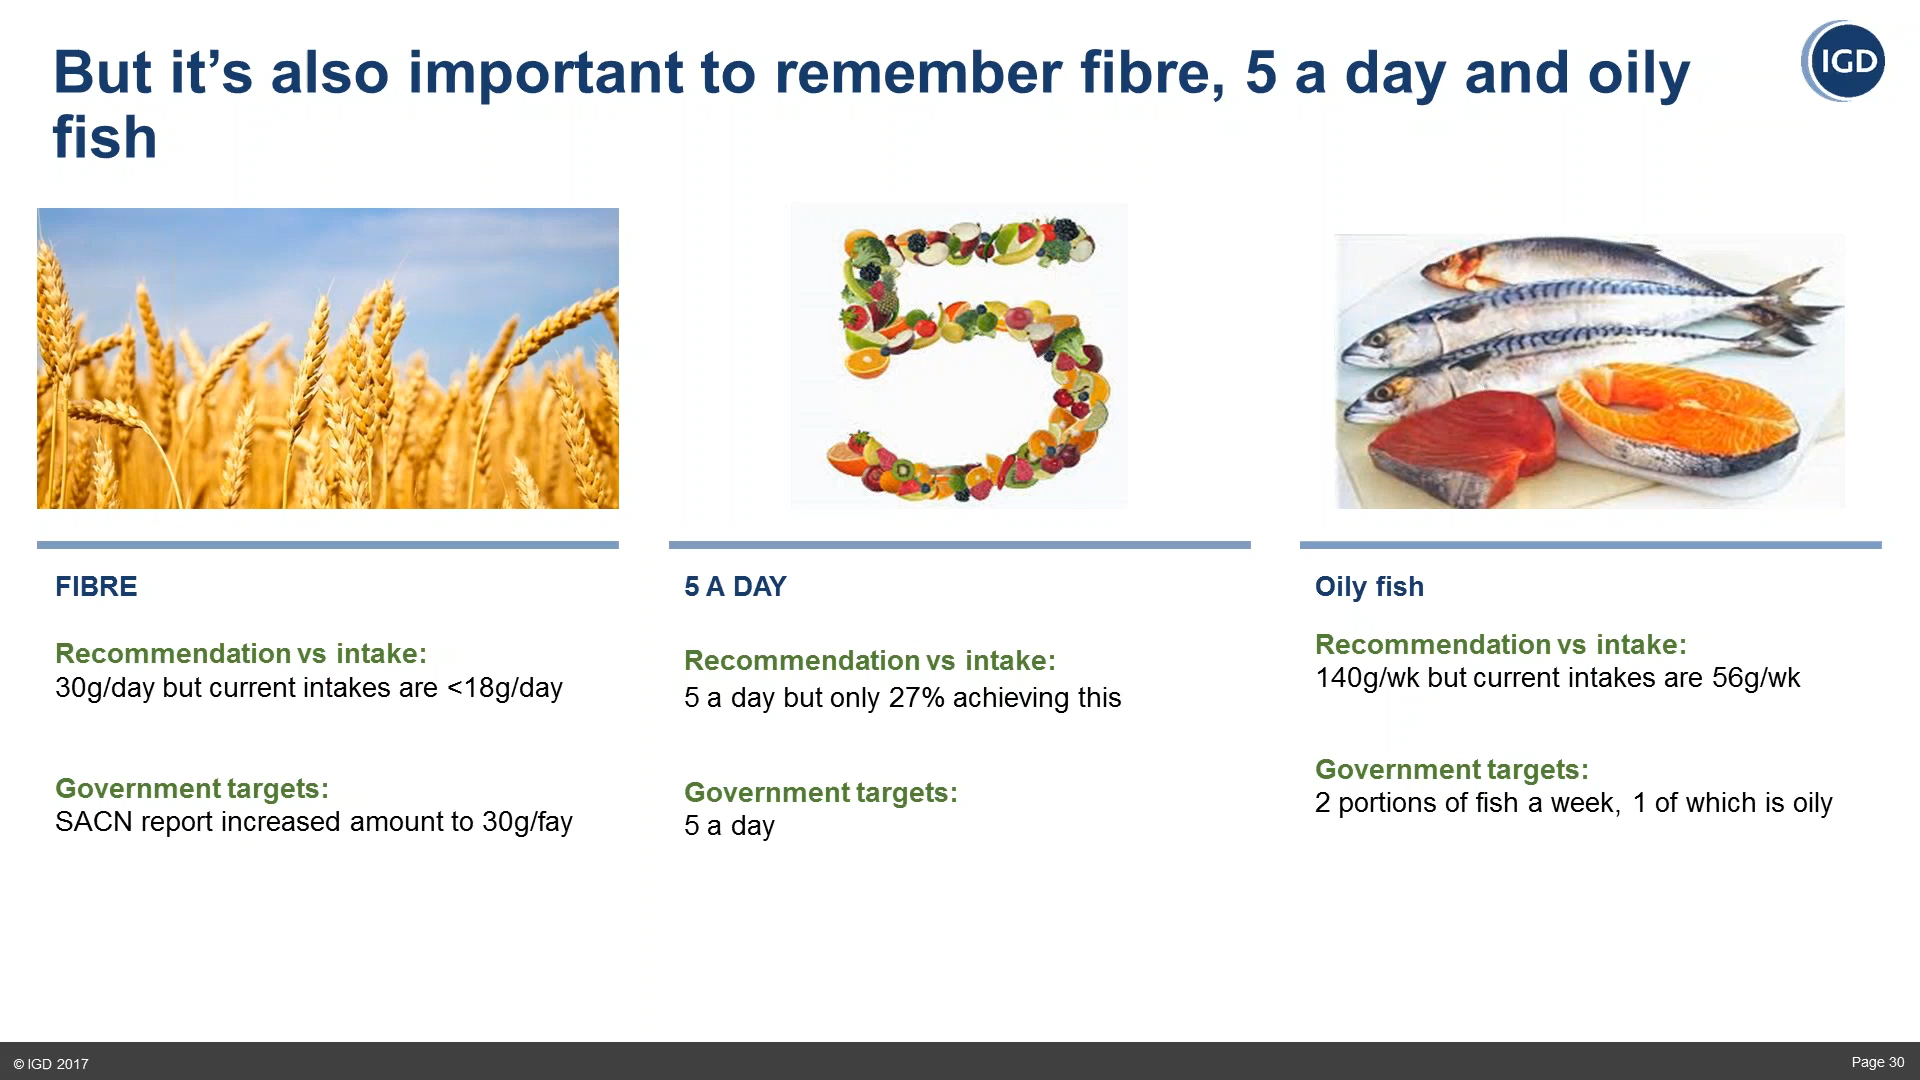 But it’s also important to remember fibre, 5 a day and oily
fish
IGD
FIBRE
Recommendation vs intake:
30g/day but current intakes are <18g/day
Government targets:
SACN report increased amount to 30g/fay
5 A DAY
Recommendation vs intake:
5 a day but only 27% achieving this
Government targets:
5 a day
Oily fish
Recommendation vs intake:
140g/wk but current intakes are 56g/wk
Government targets:
2 portions of fish a week, 1 of which is oily
© IGD 2017
Page 30